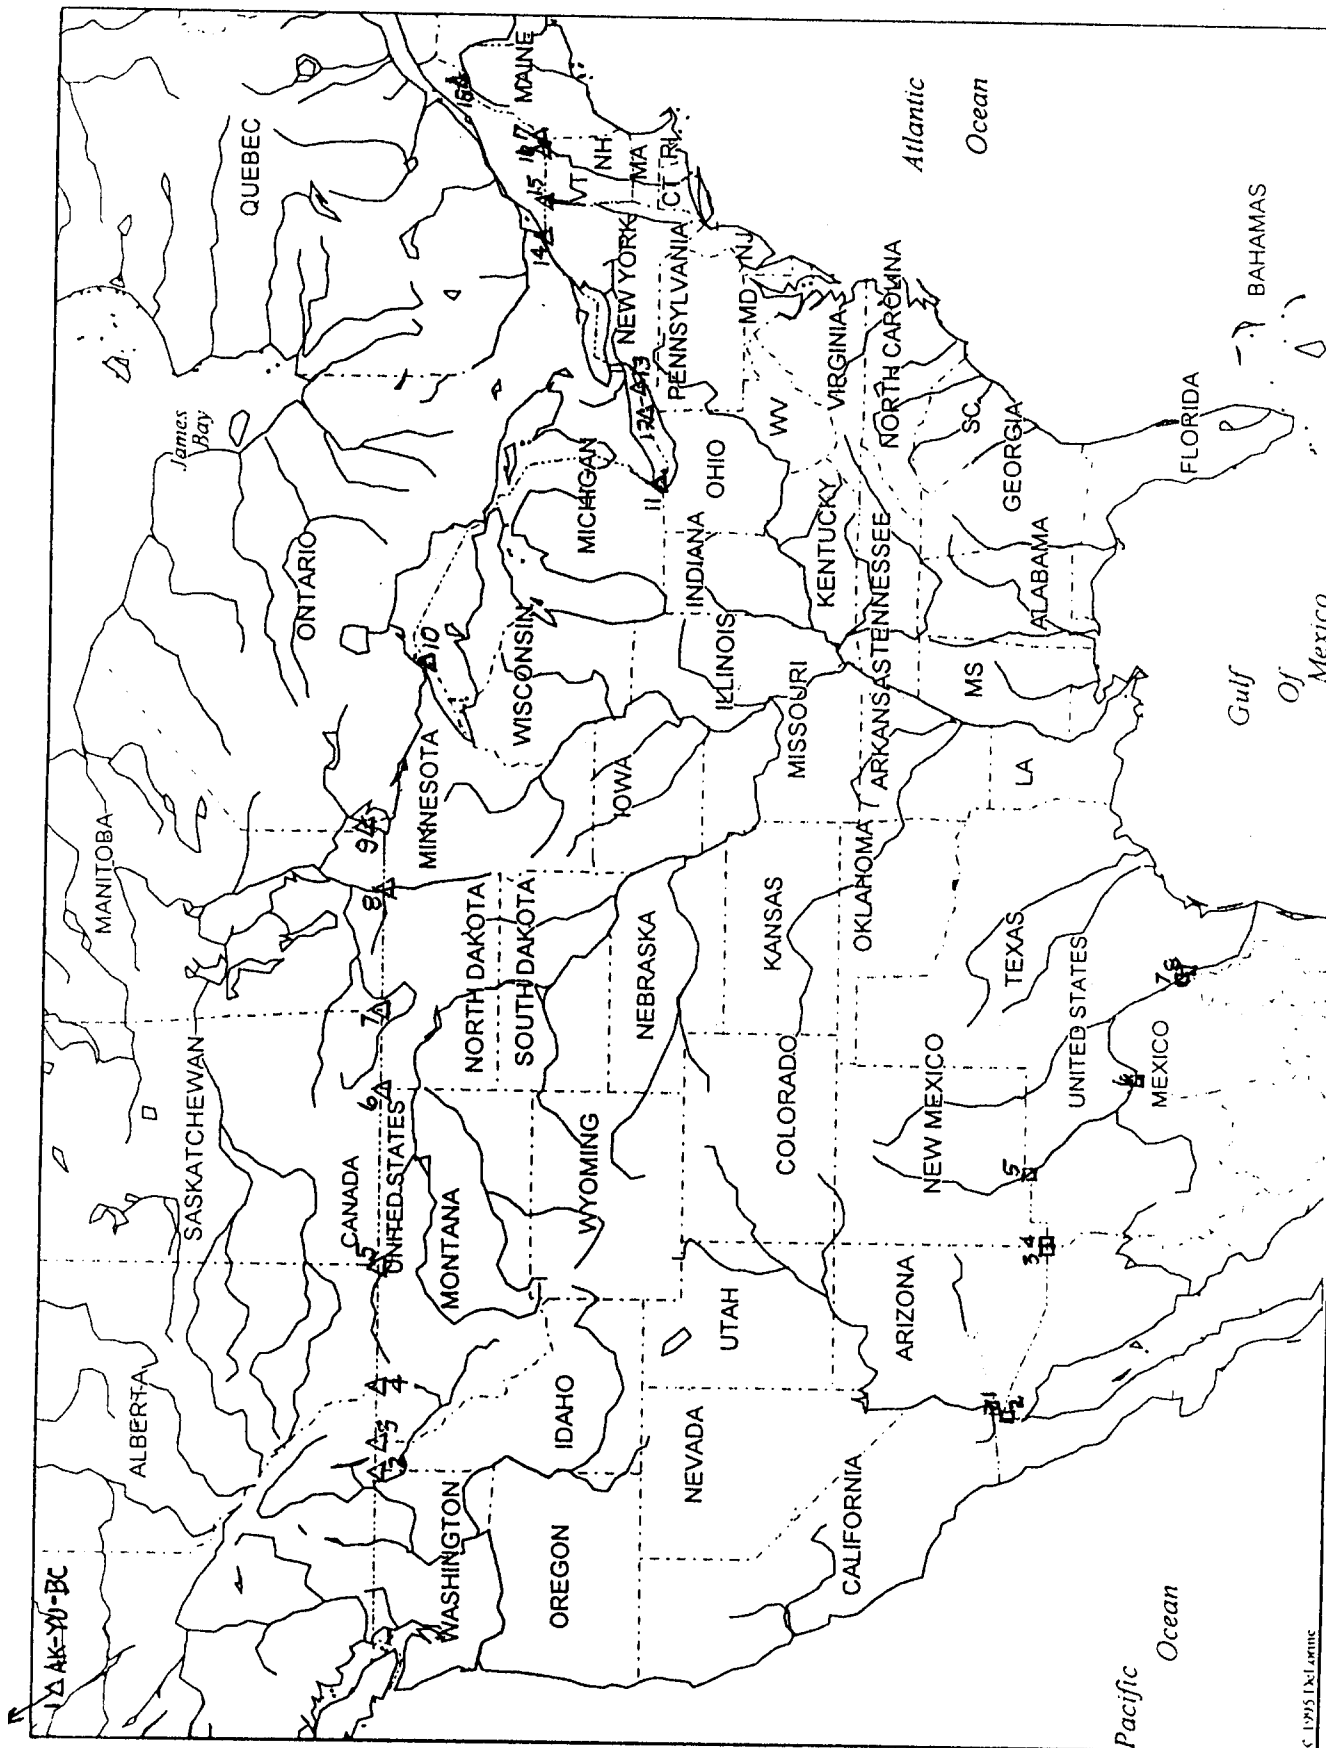 1 AK-YU-BC
ALBERTA
SASKATCHEWAN
MANITOBA
ONTARIO
James
Bay
QUEBEC
CANADA
UNITED STATES
2
3
4
5
6
7
8
9
10
11
12
13
14
15
16
17
18
WASHINGTON
MONTANA
NORTH DAKOTA
MINNESOTA
WISCONSIN
MICHIGAN
NEW YORK
VT
NH
MAINE
MA
CT
RI
OREGON
IDAHO
WYOMING
SOUTH DAKOTA
NEBRASKA
IOWA
ILLINOIS
INDIANA
OHIO
PENNSYLVANIA
NJ
MD
NEVADA
UTAH
COLORADO
KANSAS
MISSOURI
KENTUCKY
WV
VIRGINIA
CALIFORNIA
ARIZONA
NEW MEXICO
OKLAHOMA
ARKANSAS
TENNESSEE
NORTH CAROLINA
SC
TEXAS
LA
MS
ALABAMA
GEORGIA
FLORIDA
UNITED STATES
MEXICO
1
2
3 4
5
6
7 8
Pacific
Ocean
Atlantic
Ocean
Gulf
Of
Mexico
BAHAMAS
© 1995 DeLorme